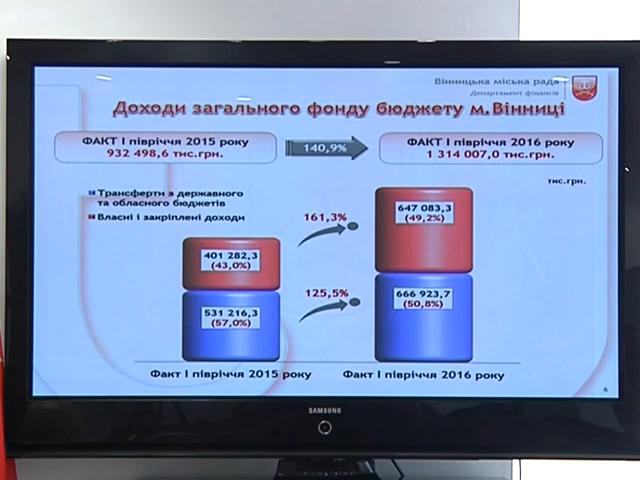 Вінницька міська рада
Департамент фінансів
Доходи загального фонду бюджету м.Вінниці
ФАКТ І півріччя 2015 року
932 498,6 тис.грн.
140,9%
ФАКТ І півріччя 2016 року
1 314 007,0 тис.грн.
тис.грн.
Трансферти з державного
та обласного бюджетів
Власні і закріплені доходи
161,3%
647 083,3
(49,2%)
401 282,3
(43,0%)
125,5%
666 923,7
(50,8%)
531 216,3
(57,0%)
Факт І півріччя 2015 року
Факт І півріччя 2016 року
6
SAMSUNG